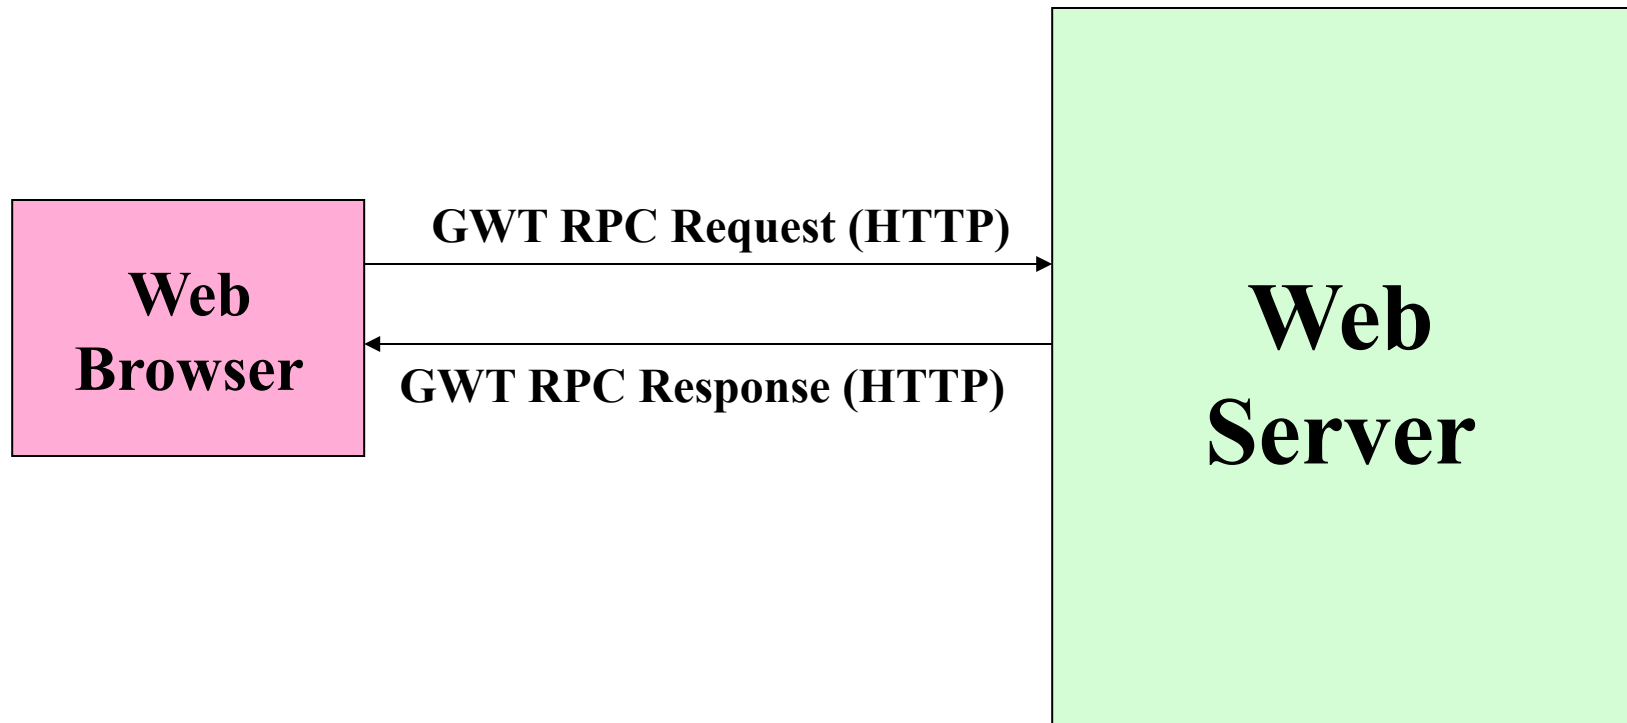 GWT RPC Request (HTTP)
Web
Browser
GWT RPC Response (HTTP)
Web
Server